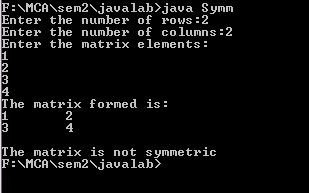 F:\MCA\sem2\javalab>java Symm
Enter the number of rows:2
Enter the number of columns:2
Enter the matrix elements:
1
2
3
4
The matrix formed is:
1 2
3 4
The matrix is not symmetric
F:\MCA\sem2\javalab>